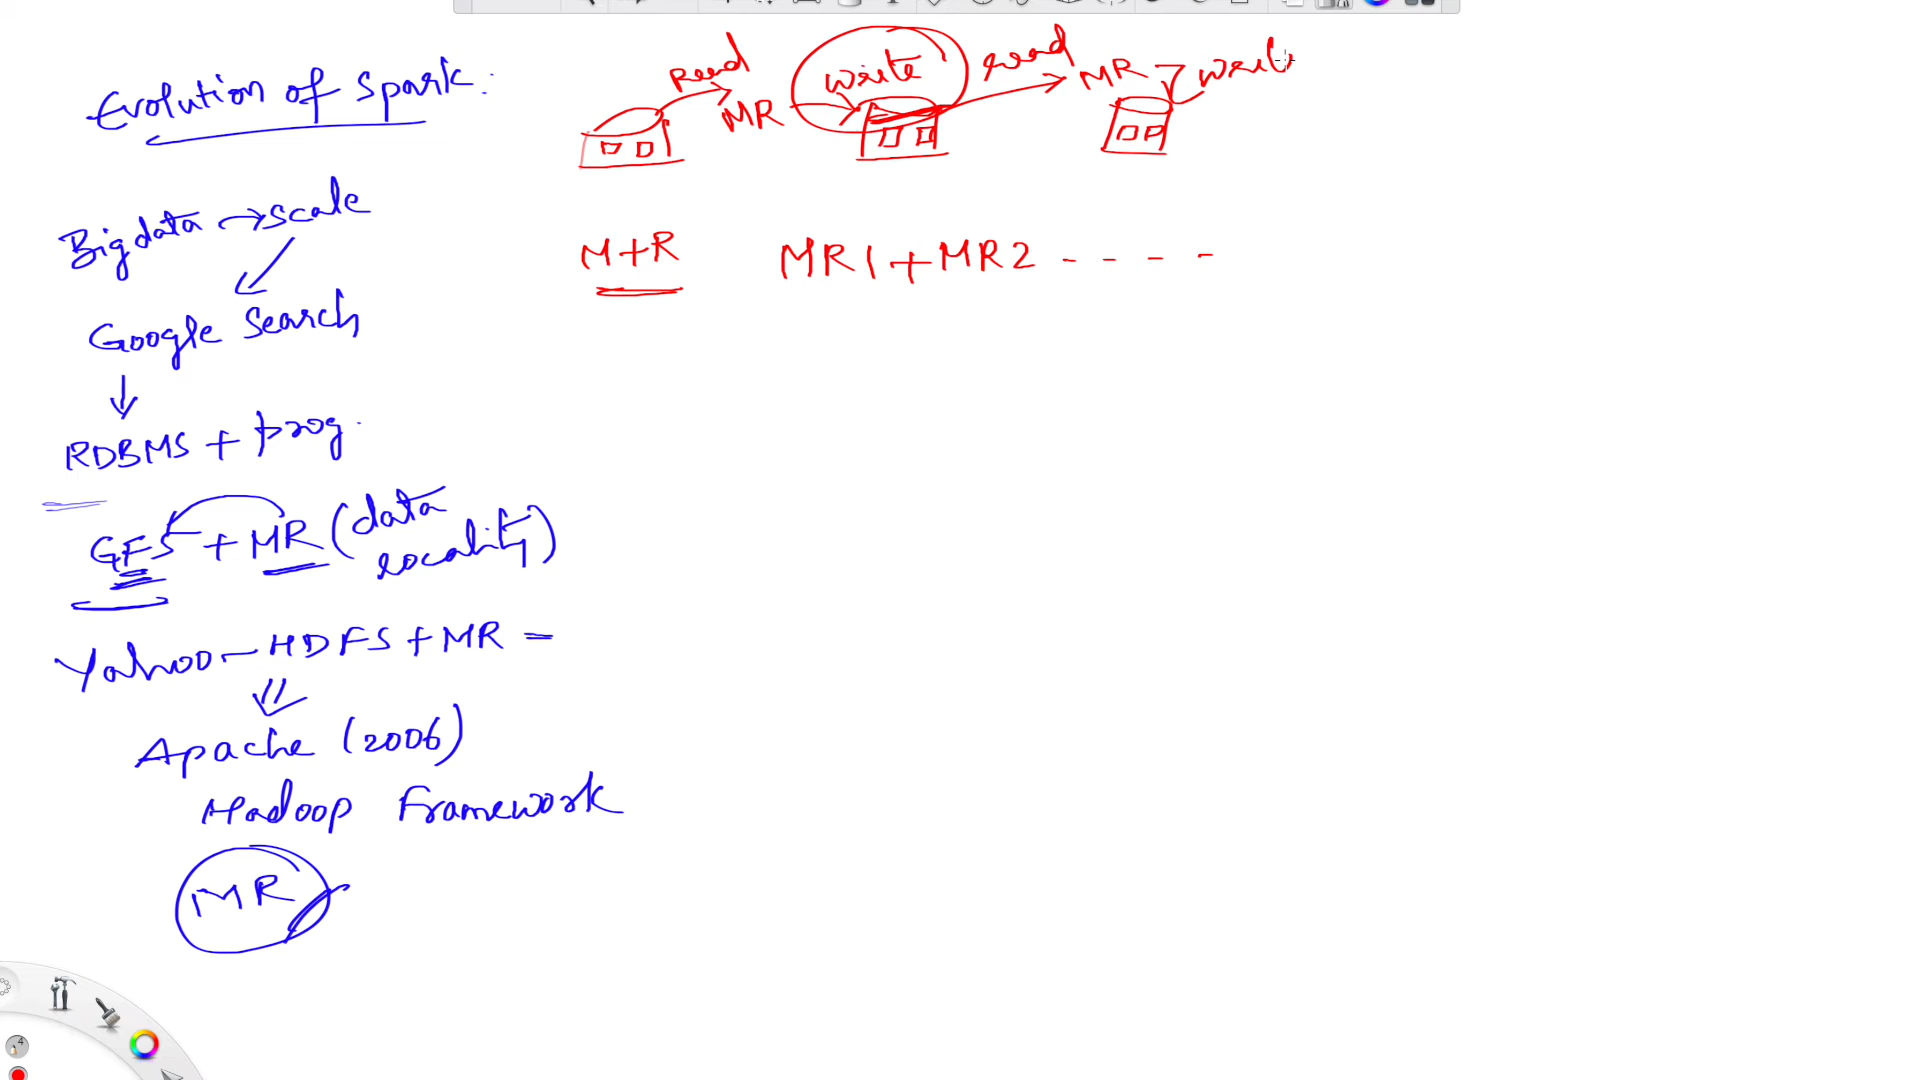 Evolution of Spark:
Big data → scale
Google Search
RDBMS + prog.
GFS + MR (data locality)
Yahoo - HDFS + MR =
Apache (2006)
Hadoop Framework
MR
Read MR write read MR write
M+R MR1+MR2 - - - -
4